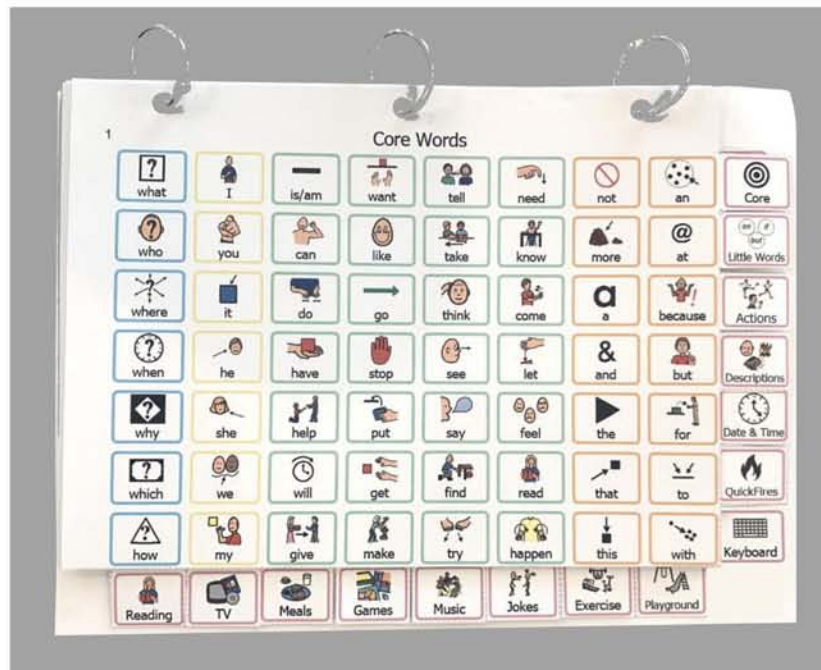 1
Core Words
what I is/am want tell need not an Core
who you can like take know more @ at an if but Little Words
where it do go think come a a because Actions
when he have stop see let & and but Descriptions
why she help put say feel the for Date & Time
which we will get find read that to QuickFires
how my give make try happen this with Keyboard
Reading TV Meals Games Music Jokes Exercise Playground